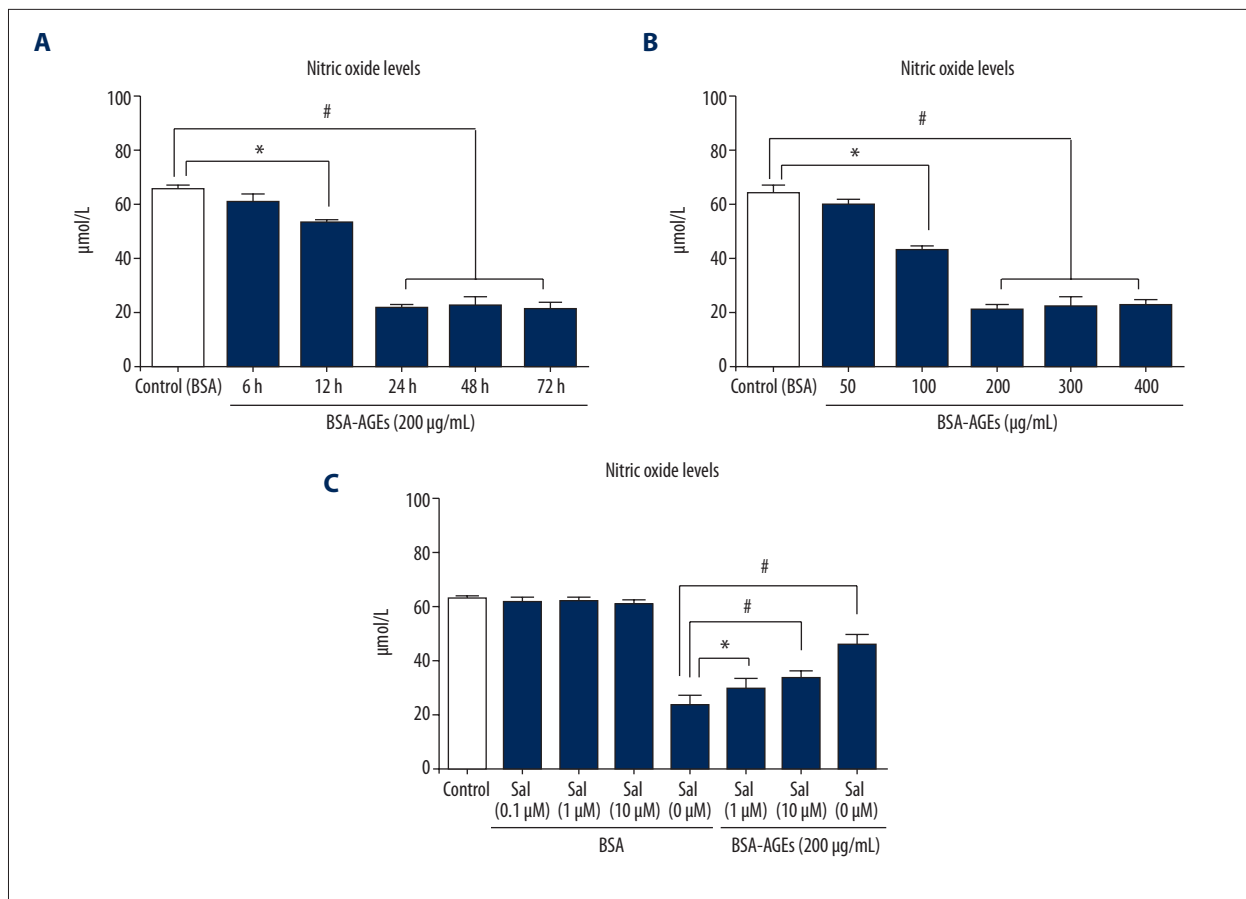 A
Nitric oxide levels
100
80
60
40
20
0
µmol/L
#
*
Control (BSA) 6 h 12 h 24 h 48 h 72 h
BSA-AGEs (200 µg/mL)
B
Nitric oxide levels
100
80
60
40
20
0
µmol/L
#
*
Control (BSA) 50 100 200 300 400
BSA-AGEs (µg/mL)
C
Nitric oxide levels
100
80
60
40
20
0
µmol/L
#
#
*
Control Sal Sal Sal Sal Sal Sal Sal
(0.1 µM) (1 µM) (10 µM) (0 µM) (1 µM) (10 µM) (0 µM)
BSA BSA-AGEs (200 µg/mL)